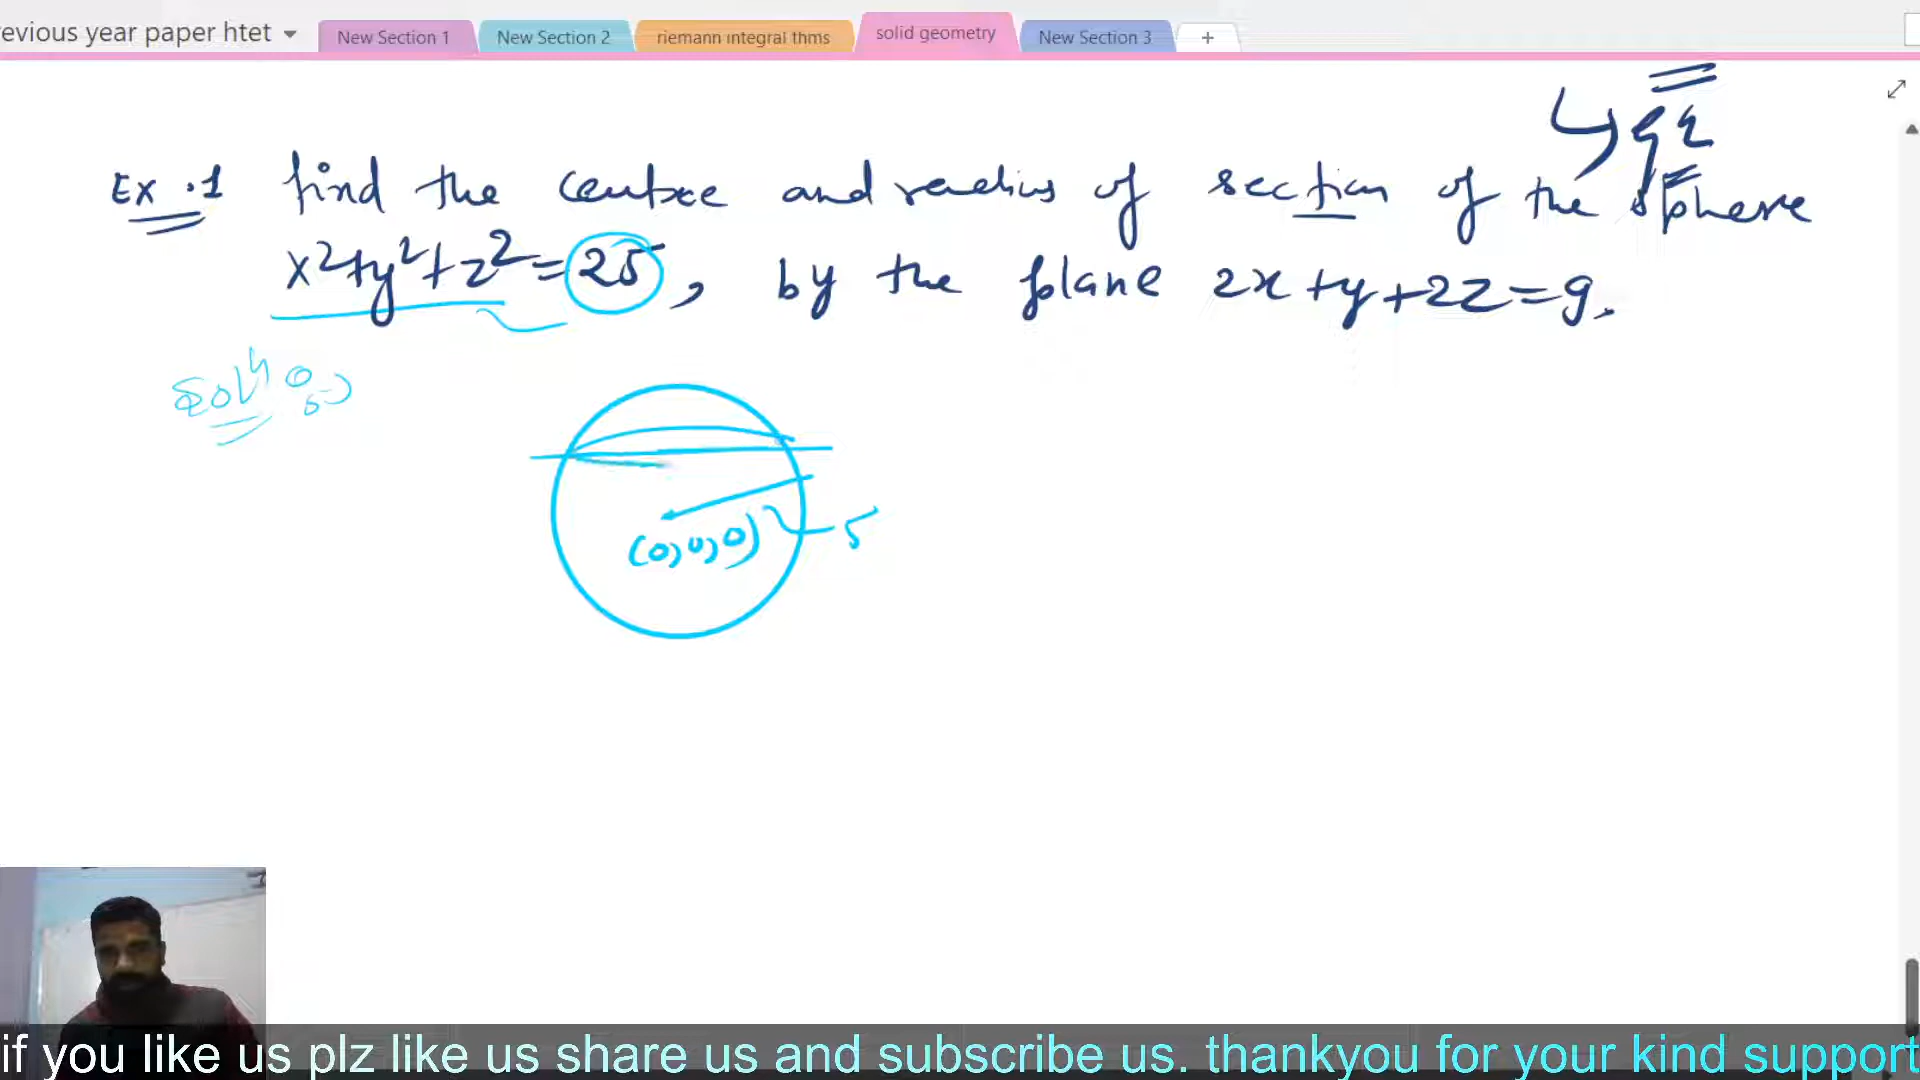 evious year paper htet
New Section 1
New Section 2
riemann integral thms
solid geometry
New Section 3
+
Ex.1 find the centre and radius of section of the sphere
x²+y²+z²=25, by the plane 2x+y+2z=9.
Soln
(0,0,0)
5
if you like us plz like us share us and subscribe us. thankyou for your kind support